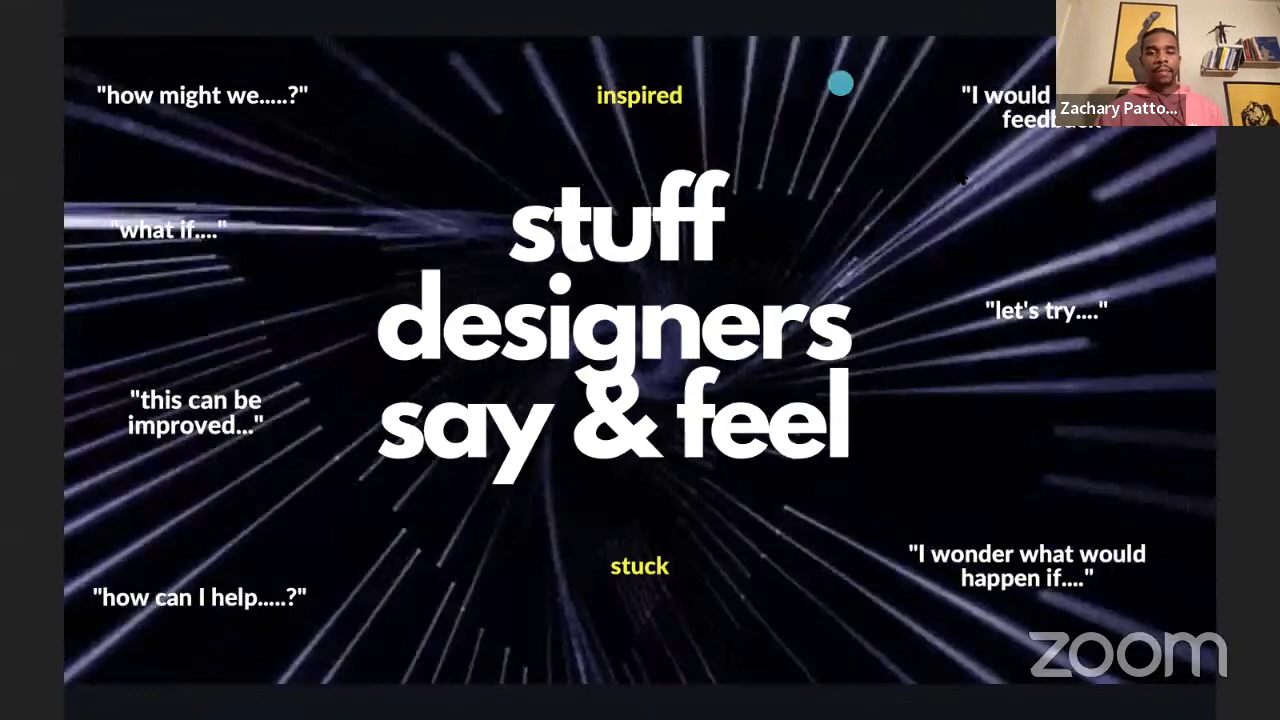 "how might we.....?"
inspired
"I would
feedback
Zachary Patto...
"what if...."
stuff
designers
say & feel
"let's try...."
"this can be
improved..."
stuck
"I wonder what would
happen if...."
"how can I help.....?"
zoom